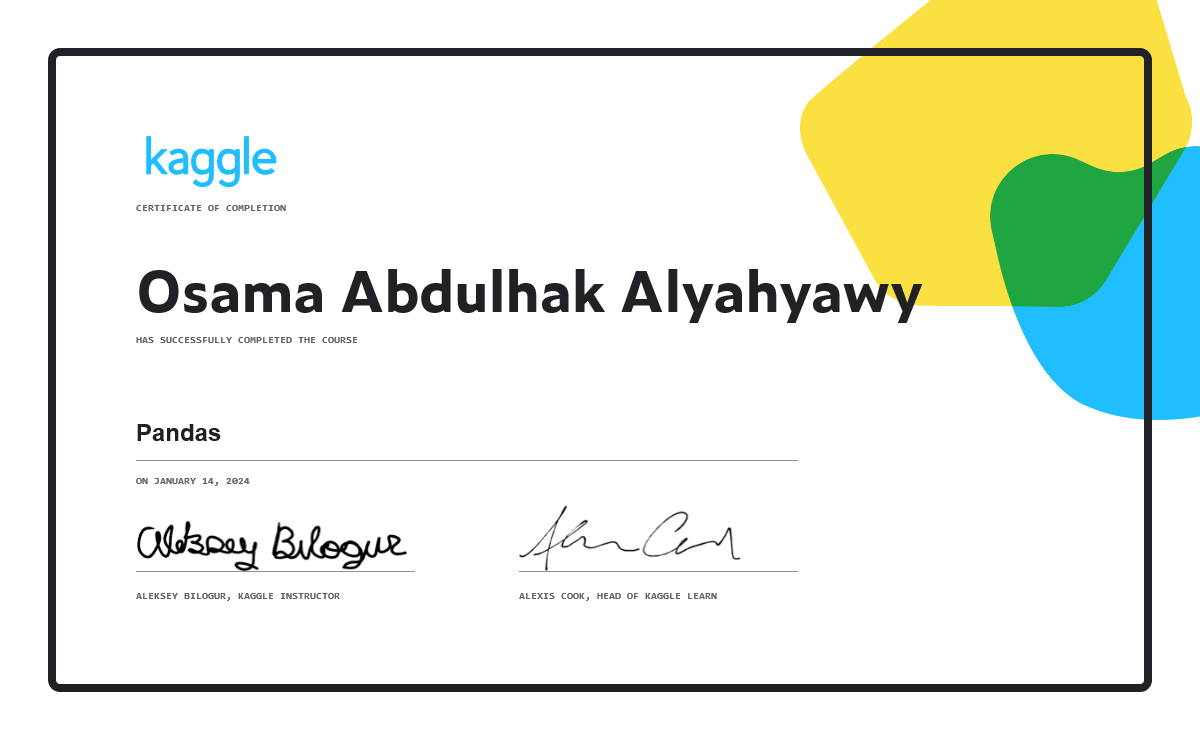 kaggle
CERTIFICATE OF COMPLETION
Osama Abdulhak Alyahyawy
HAS SUCCESSFULLY COMPLETED THE COURSE
Pandas
ON JANUARY 14, 2024
Aleksey Bilogur
ALEKSEY BILOGUR, KAGGLE INSTRUCTOR
ALEXIS COOK, HEAD OF KAGGLE LEARN